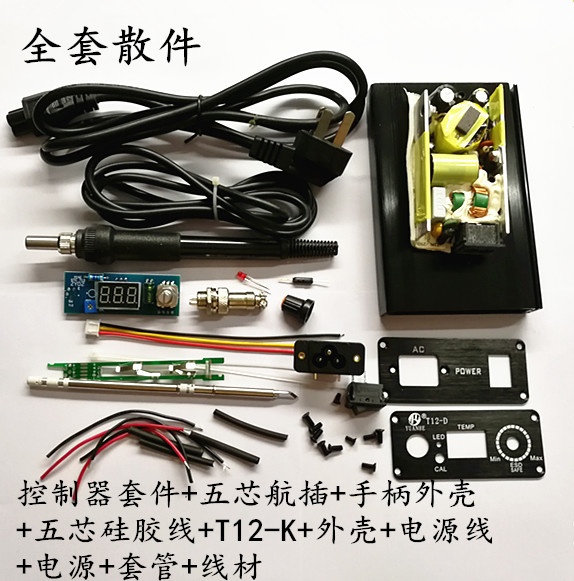 全套散件
AC
POWER
T12-D
TEMP
LED
CAL
Min
Max
ESD
SAFE
控制器套件+五芯航插+手柄外壳
+五芯硅胶线+T12-K+外壳+电源线
+电源+套管+线材